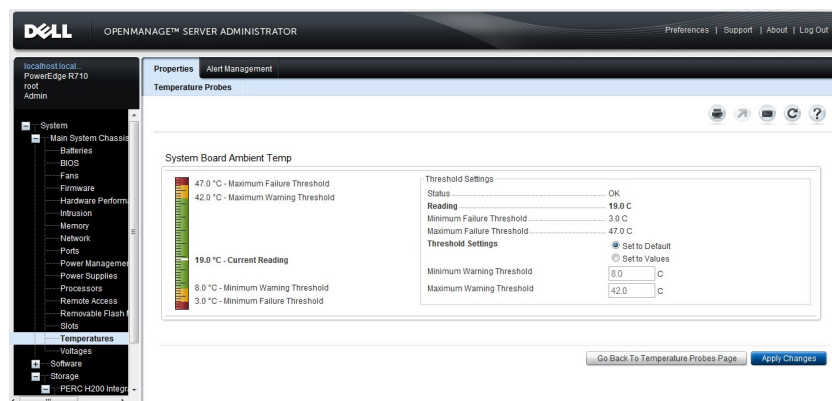 DELL OPENMANAGE™ SERVER ADMINISTRATOR
Preferences | Support | About | Log Out
localhost.local...
PowerEdge R710
root
Admin
Properties Alert Management
Temperature Probes
System
Main System Chassis
Batteries
BIOS
Fans
Firmware
Hardware Performa
Intrusion
Memory
Network
Ports
Power Managemen
Power Supplies
Processors
Remote Access
Removable Flash
Slots
Temperatures
Voltages
Software
Storage
PERC H200 Integr
System Board Ambient Temp
47.0 °C - Maximum Failure Threshold
42.0 °C - Maximum Warning Threshold
19.0 °C - Current Reading
8.0 °C - Minimum Warning Threshold
3.0 °C - Minimum Failure Threshold
Threshold Settings
Status OK
Reading 19.0 C
Minimum Failure Threshold 3.0 C
Maximum Failure Threshold 47.0 C
Threshold Settings Set to Default
Set to Values
Minimum Warning Threshold 8.0 C
Maximum Warning Threshold 42.0 C
Go Back To Temperature Probes Page Apply Changes